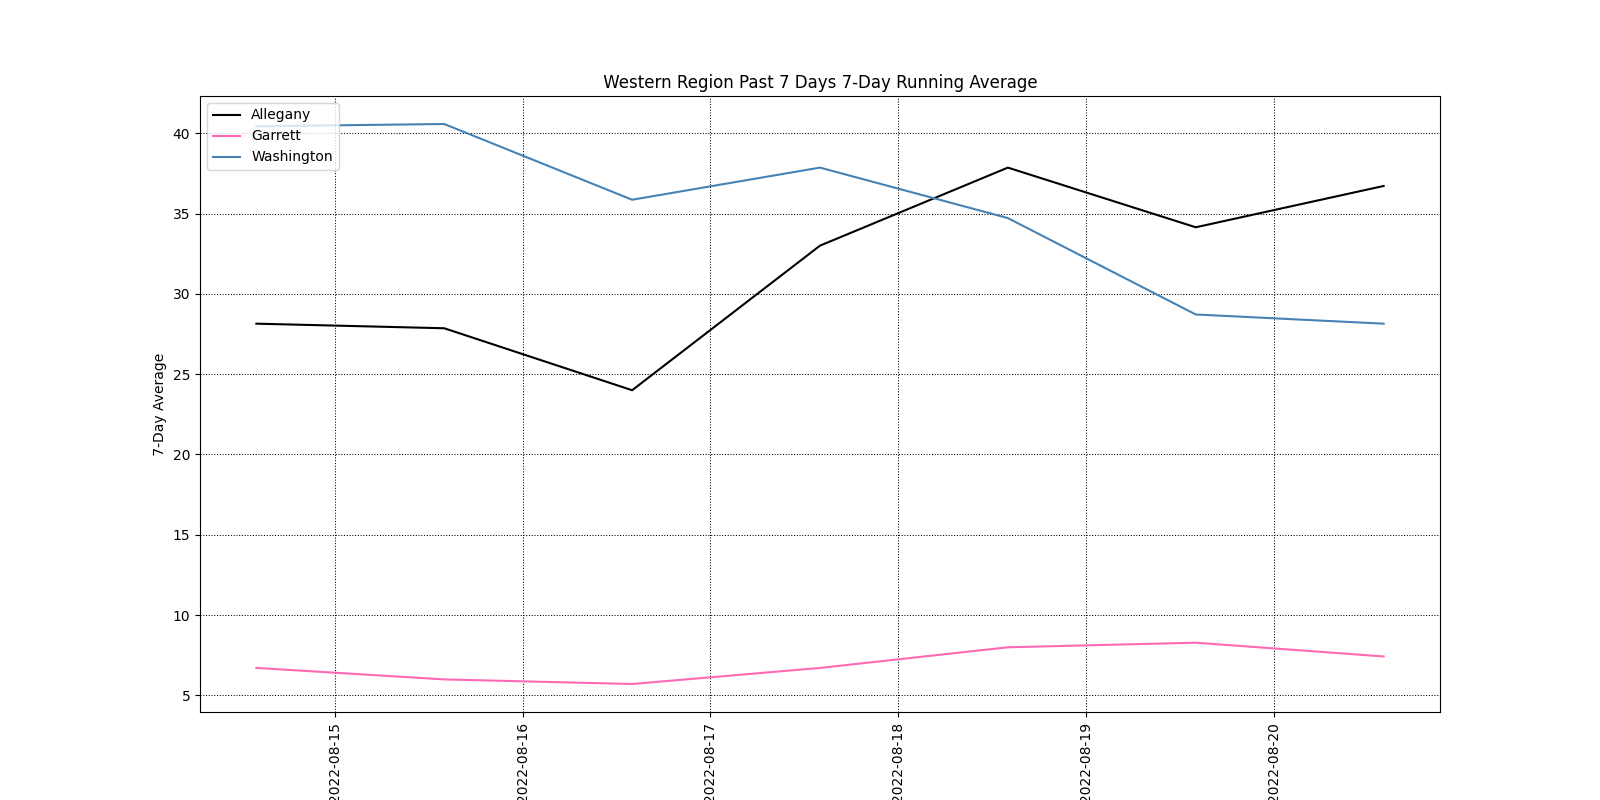 Western Region Past 7 Days 7-Day Running Average
Allegany
Garrett
Washington
7-Day Average
40
35
30
25
20
15
10
5
2022-08-15
2022-08-16
2022-08-17
2022-08-18
2022-08-19
2022-08-20